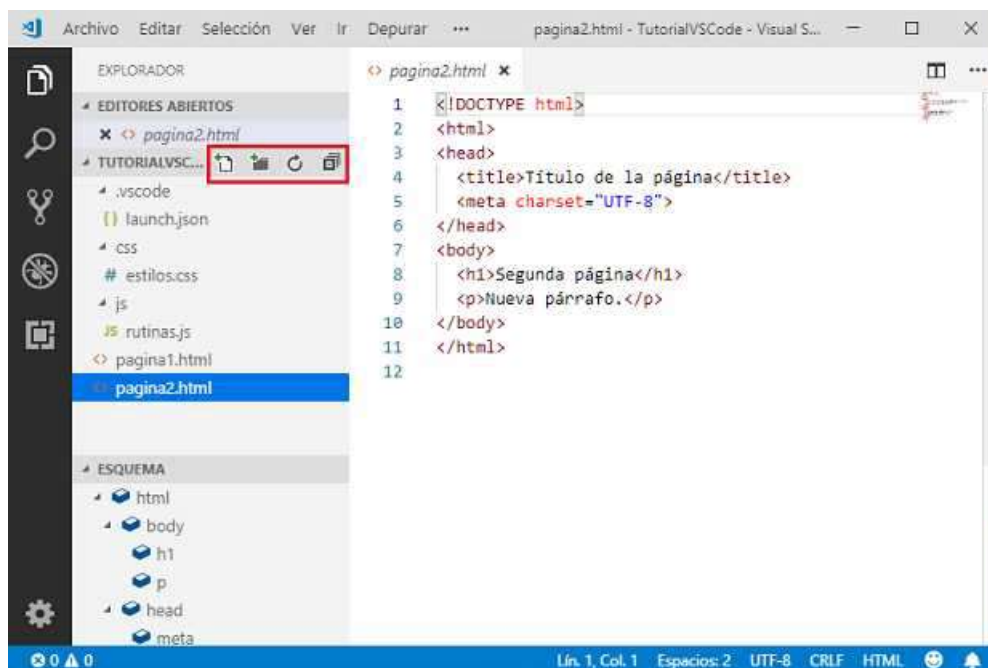 Archivo Editar Selección Ver Ir Depurar ··· pagina2.html - TutorialVSCode - Visual S...
EXPLORADOR
EDITORES ABIERTOS
pagina2.html
TUTORIALVSC...
.vscode
{} launch.json
css
# estilos.css
js
JS rutinas.js
<> pagina1.html
<> pagina2.html
ESQUEMA
html
body
h1
p
head
meta
<> pagina2.html
1 <!DOCTYPE html>
2 <html>
3 <head>
4 <title>Título de la página</title>
5 <meta charset="UTF-8">
6 </head>
7 <body>
8 <h1>Segunda página</h1>
9 <p>Nueva párrafo.</p>
10 </body>
11 </html>
12
0 0 Lín. 1, Col. 1 Espacios: 2 UTF-8 CRLF HTML